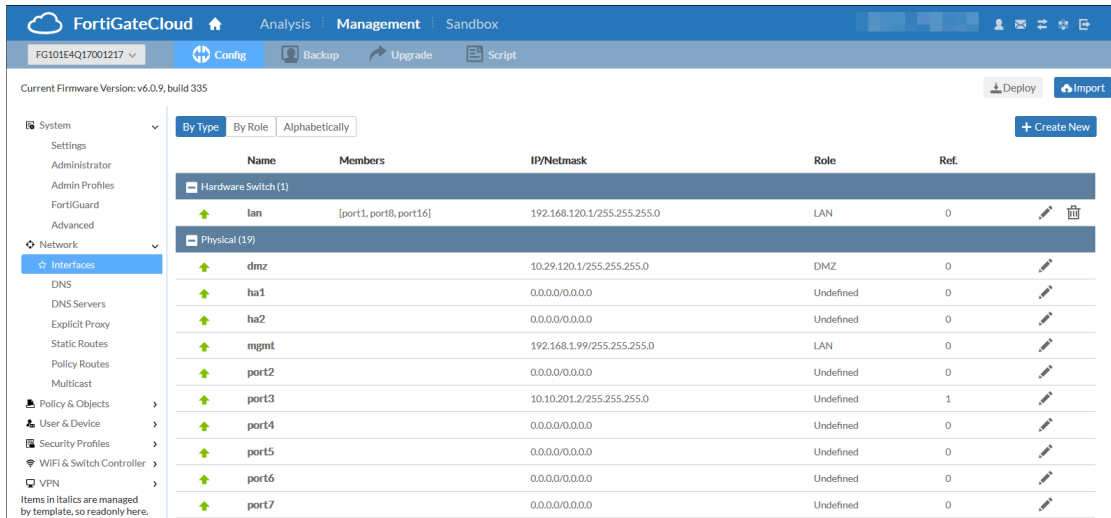 FortiGateCloud Analysis Management Sandbox
FG101E4Q17001217 Config Backup Upgrade Script
Current Firmware Version: v6.0.9, build 335 Deploy Import
System
Settings
Administrator
Admin Profiles
FortiGuard
Advanced
Network
Interfaces
DNS
DNS Servers
Explicit Proxy
Static Routes
Policy Routes
Multicast
Policy & Objects
User & Device
Security Profiles
WiFi & Switch Controller
VPN
Items in italics are managed
by template, so readonly here.
By Type By Role Alphabetically + Create New
Name Members IP/Netmask Role Ref.
Hardware Switch (1)
lan [port1, port8, port16] 192.168.120.1/255.255.255.0 LAN 0
Physical (19)
dmz 10.29.120.1/255.255.255.0 DMZ 0
ha1 0.0.0.0/0.0.0.0 Undefined 0
ha2 0.0.0.0/0.0.0.0 Undefined 0
mgmt 192.168.1.99/255.255.255.0 LAN 0
port2 0.0.0.0/0.0.0.0 Undefined 0
port3 10.10.201.2/255.255.255.0 Undefined 1
port4 0.0.0.0/0.0.0.0 Undefined 0
port5 0.0.0.0/0.0.0.0 Undefined 0
port6 0.0.0.0/0.0.0.0 Undefined 0
port7 0.0.0.0/0.0.0.0 Undefined 0